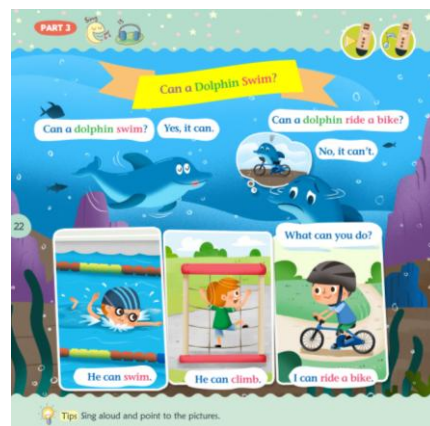 PART 3
Sing
Can a Dolphin Swim?
Can a dolphin swim?
Yes, it can.
Can a dolphin ride a bike?
No, it can't.
22
What can you do?
He can swim.
He can climb.
I can ride a bike.
Tip: Sing aloud and point to the pictures.